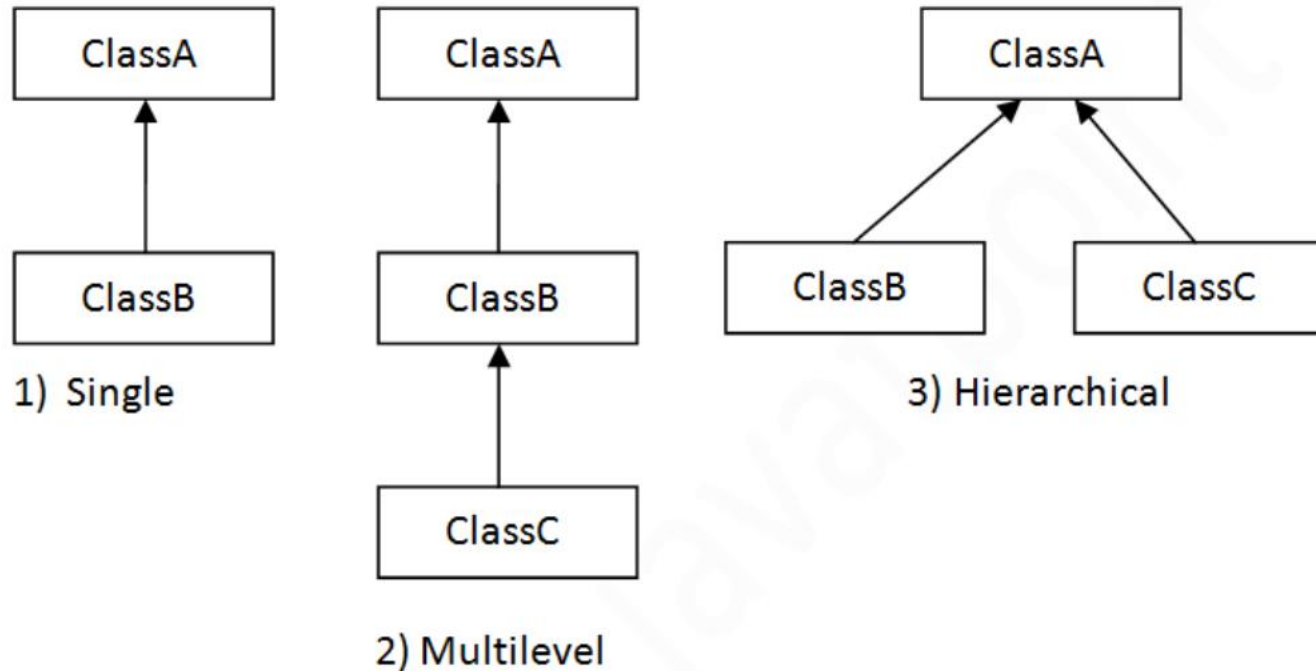 ClassA
ClassB
1) Single
ClassA
ClassB
ClassC
2) Multilevel
ClassA
ClassB
ClassC
3) Hierarchical